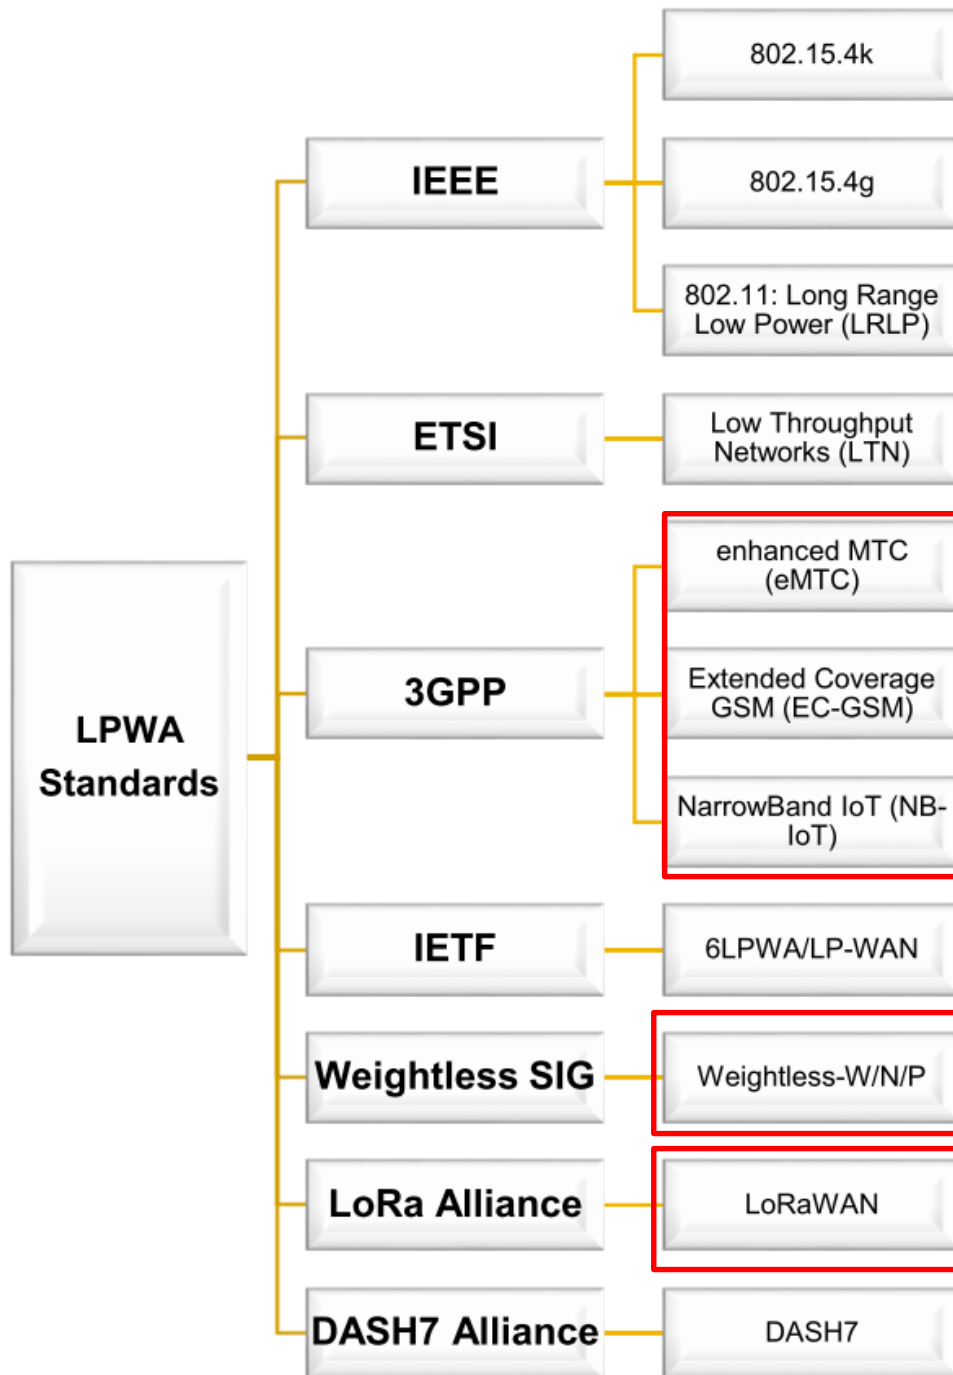 LPWA
Standards
IEEE
802.15.4k
802.15.4g
802.11: Long Range
Low Power (LRLP)
ETSI
Low Throughput
Networks (LTN)
3GPP
enhanced MTC
(eMTC)
Extended Coverage
GSM (EC-GSM)
NarrowBand IoT (NB-
IoT)
IETF
6LPWA/LP-WAN
Weightless SIG
Weightless-W/N/P
LoRa Alliance
LoRaWAN
DASH7 Alliance
DASH7